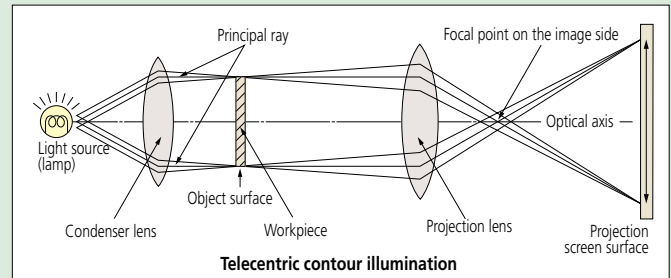 Principal ray
Focal point on the image side
Optical axis
Light source
(lamp)
Object surface
Condenser lens
Workpiece
Projection lens
Projection
screen surface
Telecentric contour illumination